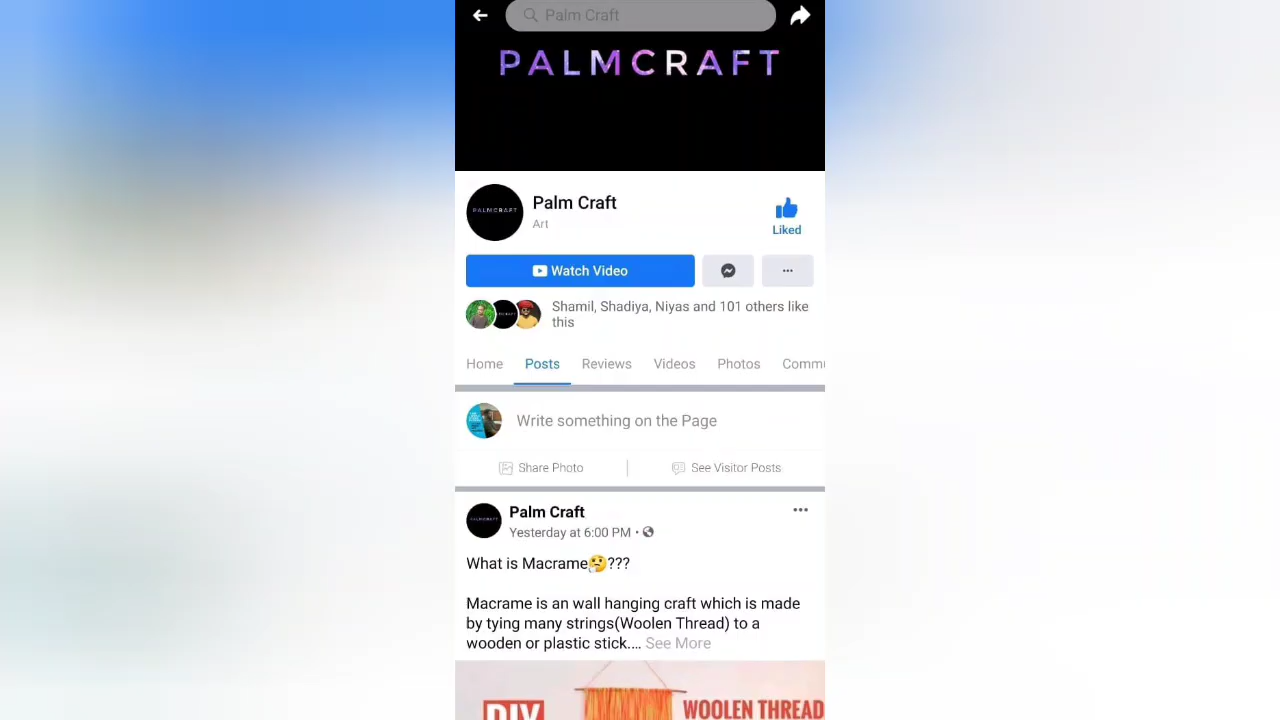 Palm Craft
PALMCRAFT
PALMCRAFT
Palm Craft
Art
Liked
Watch Video
Shamil, Shadiya, Niyas and 101 others like
this
Home Posts Reviews Videos Photos Commu
Write something on the Page
Share Photo See Visitor Posts
PALMCRAFT
Palm Craft
Yesterday at 6:00 PM
What is Macrame🤔???
Macrame is an wall hanging craft which is made
by tying many strings(Woolen Thread) to a
wooden or plastic stick.... See More
DIY WOOLEN THREAD